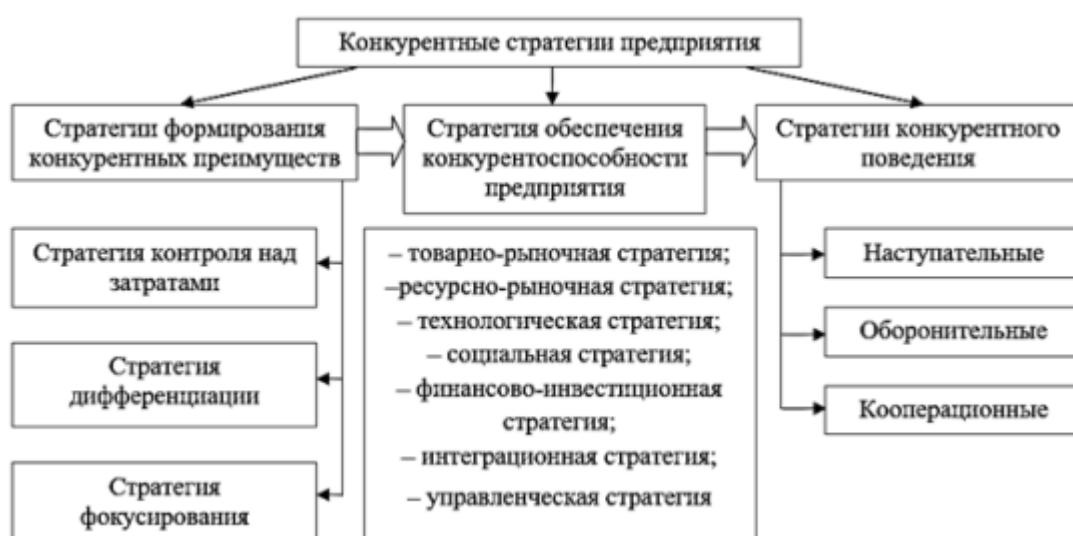 Конкурентные стратегии предприятия
Стратегии формирования
конкурентных преимуществ
Стратегия обеспечения
конкурентоспособности
предприятия
Стратегии конкурентного
поведения
Стратегия контроля над
затратами
Стратегия
дифференциации
Стратегия
фокусирования
– товарно-рыночная стратегия;
–ресурсно-рыночная стратегия;
– технологическая стратегия;
– социальная стратегия;
– финансово-инвестиционная
стратегия;
– интеграционная стратегия;
– управленческая стратегия
Наступательные
Оборонительные
Кооперационные